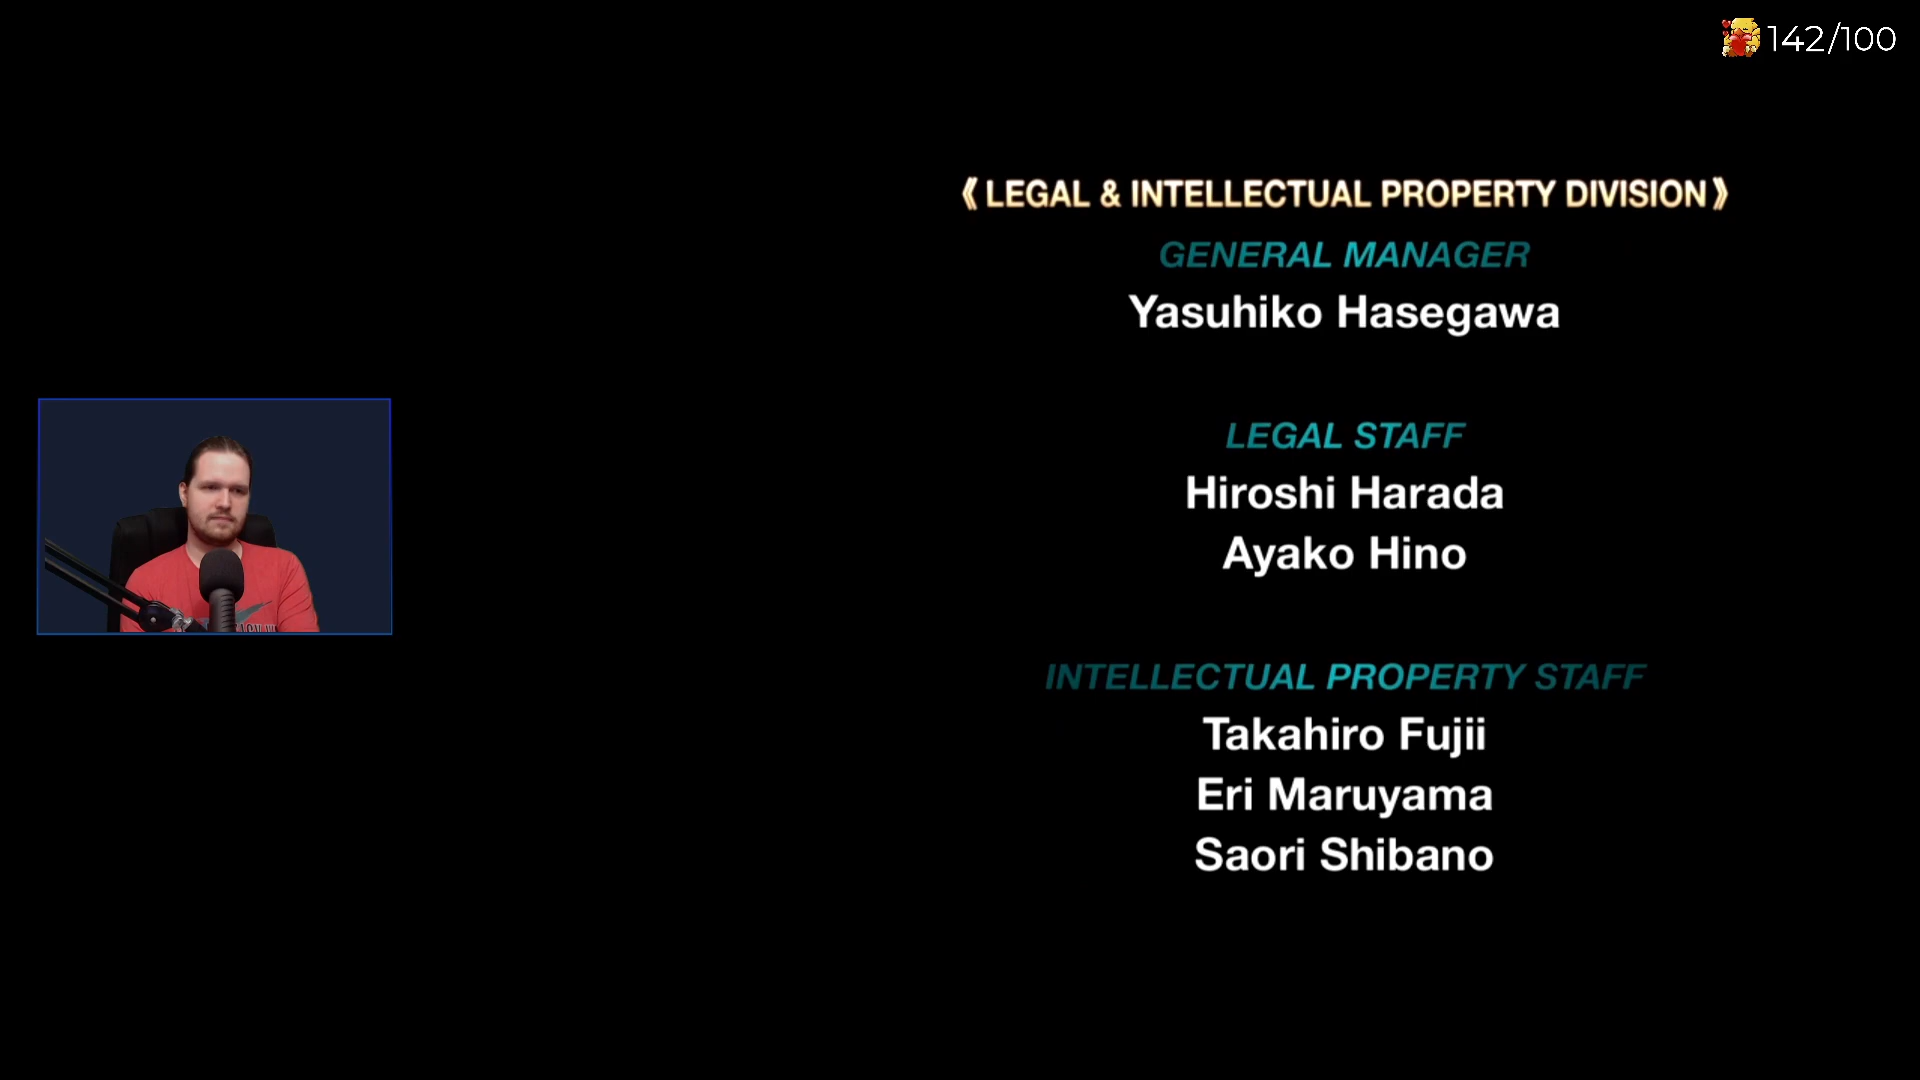 142/100
《LEGAL & INTELLECTUAL PROPERTY DIVISION》
GENERAL MANAGER
Yasuhiko Hasegawa
LEGAL STAFF
Hiroshi Harada
Ayako Hino
INTELLECTUAL PROPERTY STAFF
Takahiro Fujii
Eri Maruyama
Saori Shibano